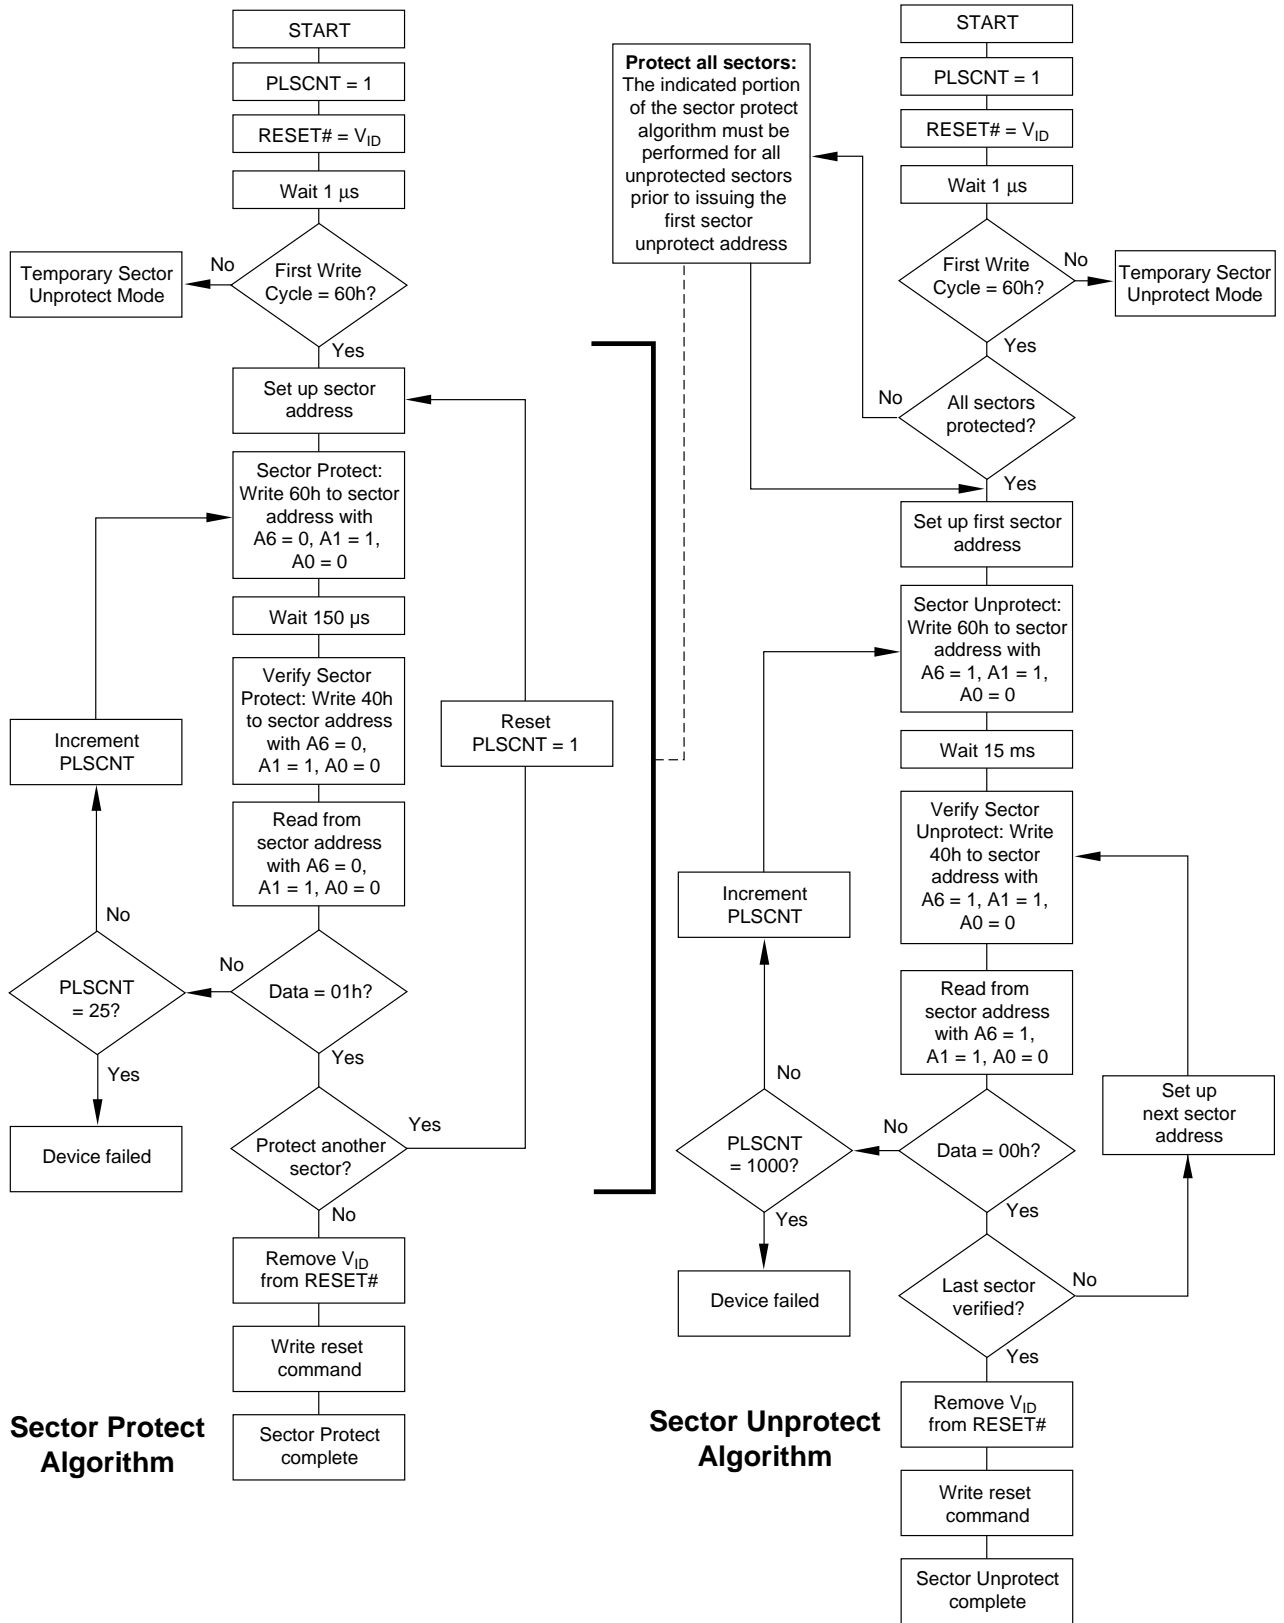 START
PLSCNT = 1
RESET# = VID
Wait 1 μs
First Write
Cycle = 60h?
No
Temporary Sector
Unprotect Mode
Yes
Set up sector
address
Sector Protect:
Write 60h to sector
address with
A6 = 0, A1 = 1,
A0 = 0
Wait 150 µs
Verify Sector
Protect: Write 40h
to sector address
with A6 = 0,
A1 = 1, A0 = 0
Reset
PLSCNT = 1
Increment
PLSCNT
Read from
sector address
with A6 = 0,
A1 = 1, A0 = 0
No
PLSCNT
= 25?
No
Data = 01h?
Yes
Yes
Device failed
Protect another
sector?
Yes
No
Remove VID
from RESET#
Write reset
command
Sector Protect
complete
Sector Protect
Algorithm
Protect all sectors:
The indicated portion
of the sector protect
algorithm must be
performed for all
unprotected sectors
prior to issuing the
first sector
unprotect address
START
PLSCNT = 1
RESET# = VID
Wait 1 μs
First Write
Cycle = 60h?
No
Temporary Sector
Unprotect Mode
Yes
All sectors
protected?
No
Yes
Set up first sector
address
Sector Unprotect:
Write 60h to sector
address with
A6 = 1, A1 = 1,
A0 = 0
Wait 15 ms
Verify Sector
Unprotect: Write
40h to sector
address with
A6 = 1, A1 = 1,
A0 = 0
Increment
PLSCNT
Read from
sector address
with A6 = 1,
A1 = 1, A0 = 0
No
PLSCNT
= 1000?
No
Data = 00h?
Set up
next sector
address
Yes
Yes
Device failed
Last sector
verified?
No
Yes
Remove VID
from RESET#
Write reset
command
Sector Unprotect
complete
Sector Unprotect
Algorithm